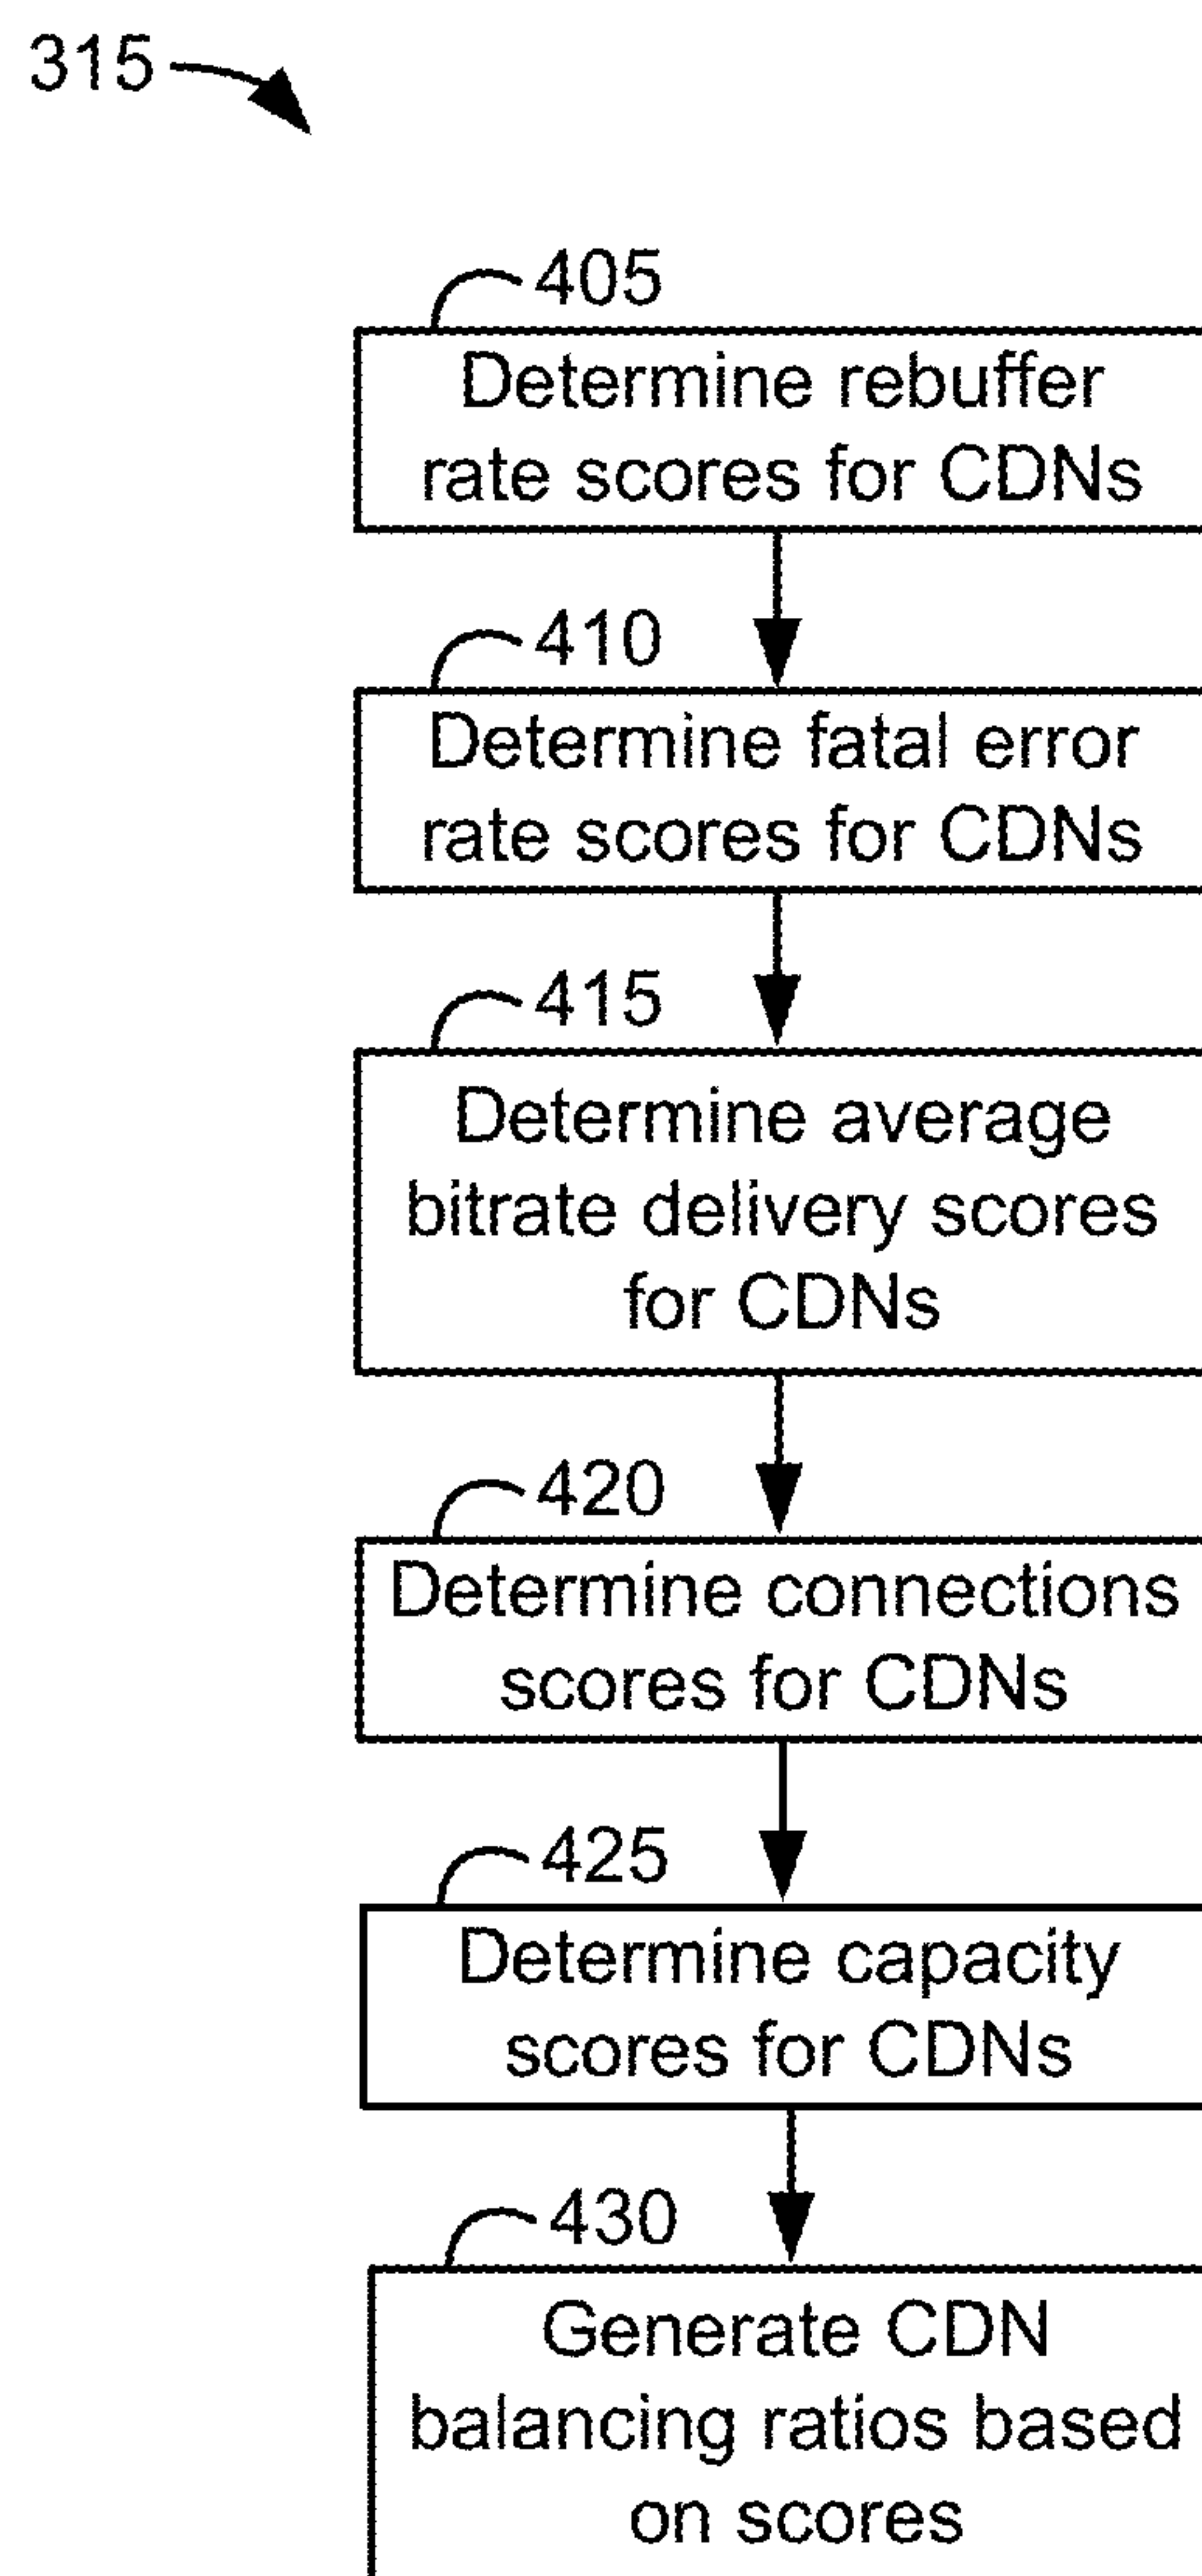 315
405
Determine rebuffer
rate scores for CDNs
410
Determine fatal error
rate scores for CDNs
415
Determine average
bitrate delivery scores
for CDNs
420
Determine connections
scores for CDNs
425
Determine capacity
scores for CDNs
430
Generate CDN
balancing ratios based
on scores